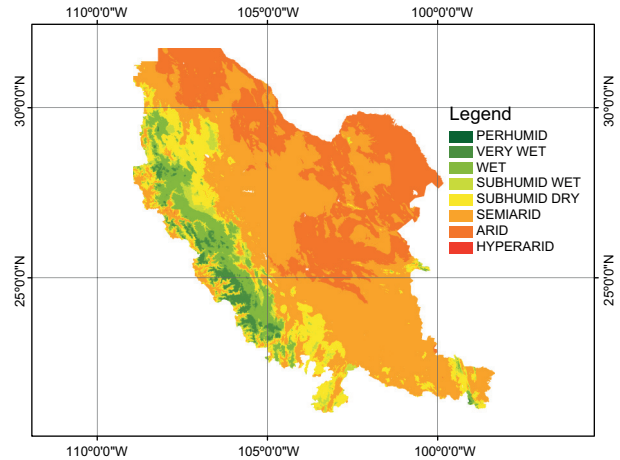 110º0'0"W 105º0'0"W 100º0'0"W
30º0'0"N 30º0'0"N
Legend
PERHUMID
VERY WET
WET
SUBHUMID WET
SUBHUMID DRY
SEMIARID
ARID
HYPERARID
25º0'0"N 25º0'0"N
110º0'0"W 105º0'0"W 100º0'0"W